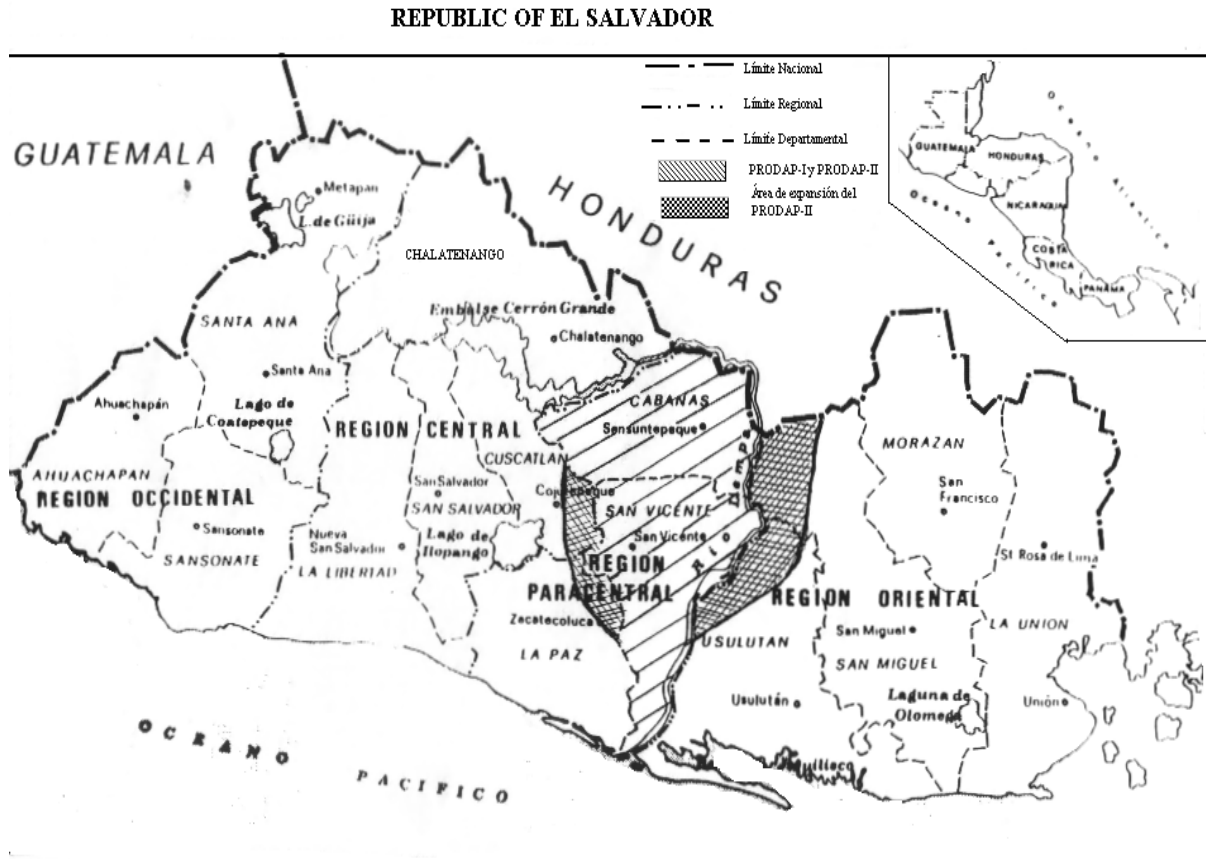 REPUBLIC OF EL SALVADOR
Límite Nacional
Límite Regional
Límite Departamental
PRODAP-I y PRODAP-II
Área de expansión del
PRODAP-II
GUATEMALA
HONDURAS
NICARAGUA
COSTA
RICA
PANAMA
Oceano Pacifico
GUATEMALA
HONDURAS
Metapan
L. de Güija
CHALATENANGO
Embalse Cerrón Grande
Chalatenango
SANTA ANA
Santa Ana
Ahuachapán
Lago de
Coatepeque
AHUACHAPAN
REGION OCCIDENTAL
Sonsonate
SANSONATE
REGION CENTRAL
CUSCATLAN
San Salvador
SAN SALVADOR
Nueva
San Salvador
LA LIBERTAD
Lago de
Ilopango
Cojutepeque
CABAÑAS
Sensuntepeque
SAN VICENTE
San Vicente
REGION
PARACENTRAL
Zacatecoluca
LA PAZ
Río Lempa
MORAZAN
San
Francisco
St. Rosa de Lima
REGION ORIENTAL
USULUTAN
San Miguel
SAN MIGUEL
LA UNION
Usulután
Laguna de
Olomega
Unión
OCEANO PACIFICO